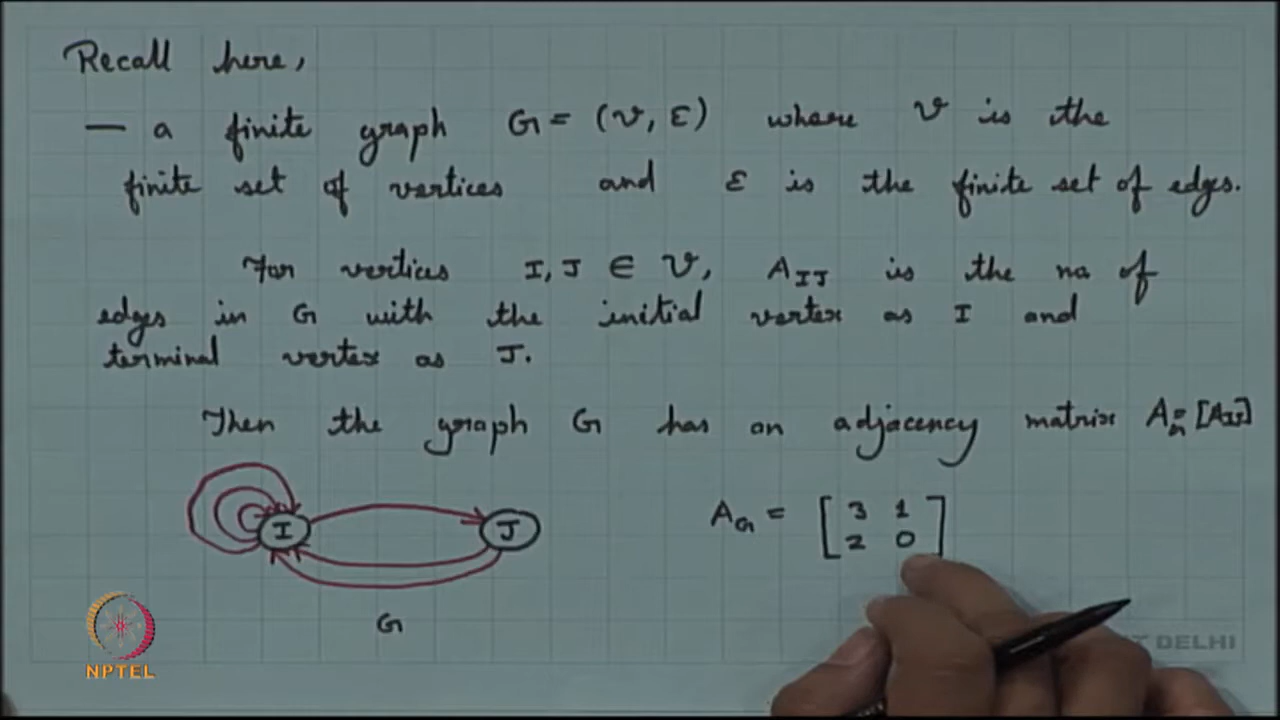 Recall here,
— a finite graph G = (V, E) where V is the
finite set of vertices and E is the finite set of edges.
For vertices I, J ∈ V, A_IJ is the no of
edges in G with the initial vertex as I and
terminal vertex as J.
Then the graph G has an adjacency matrix A_G = [A_IJ]
I J
G
A_G = [ 3 1
2 0 ]
NPTEL
DELHI